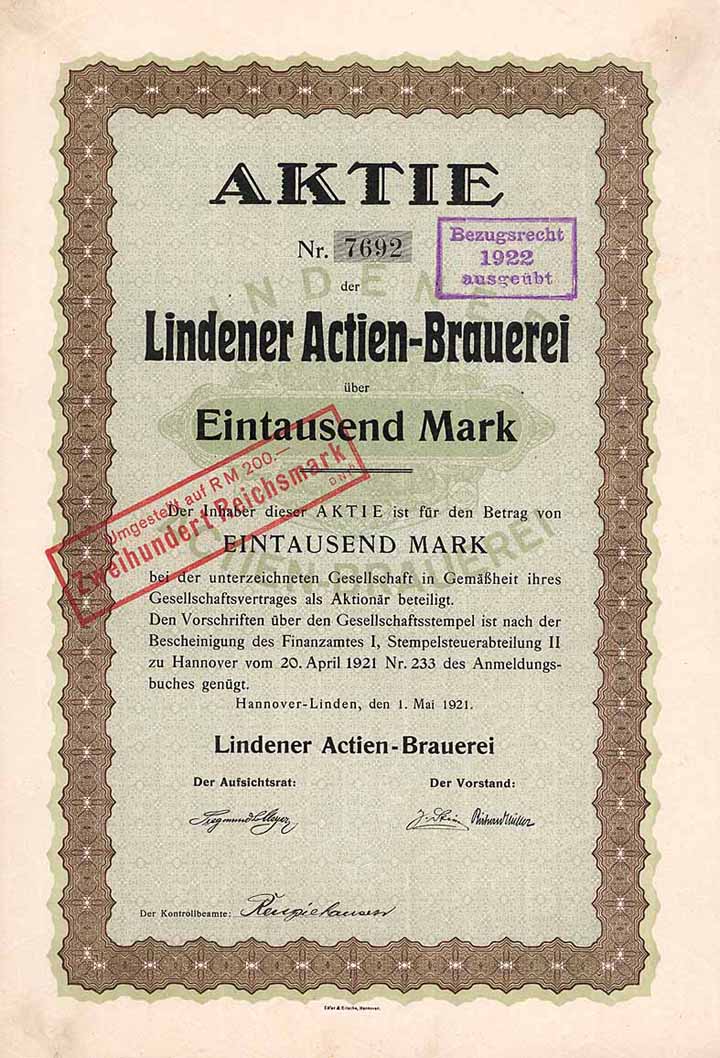 AKTIE
Nr. 7692
Bezugsrecht
1922
ausgeübt
der
Lindener Actien-Brauerei
über
Eintausend Mark
Umgestellt auf RM 200.—
Zweihundert Reichsmark
Der Inhaber dieser AKTIE ist für den Betrag von
EINTAUSEND MARK
bei der unterzeichneten Gesellschaft in Gemäßheit ihres
Gesellschaftsvertrages als Aktionär beteiligt.
Den Vorschriften über den Gesellschaftsstempel ist nach der
Bescheinigung des Finanzamtes I, Stempelsteuerabteilung II
zu Hannover vom 20. April 1921 Nr. 233 des Anmeldungs-
buches genügt.
Hannover-Linden, den 1. Mai 1921.
Lindener Actien-Brauerei
Der Aufsichtsrat: Der Vorstand:
Siegmund Meyer
Der Kontrollbeamte:
Hannover.